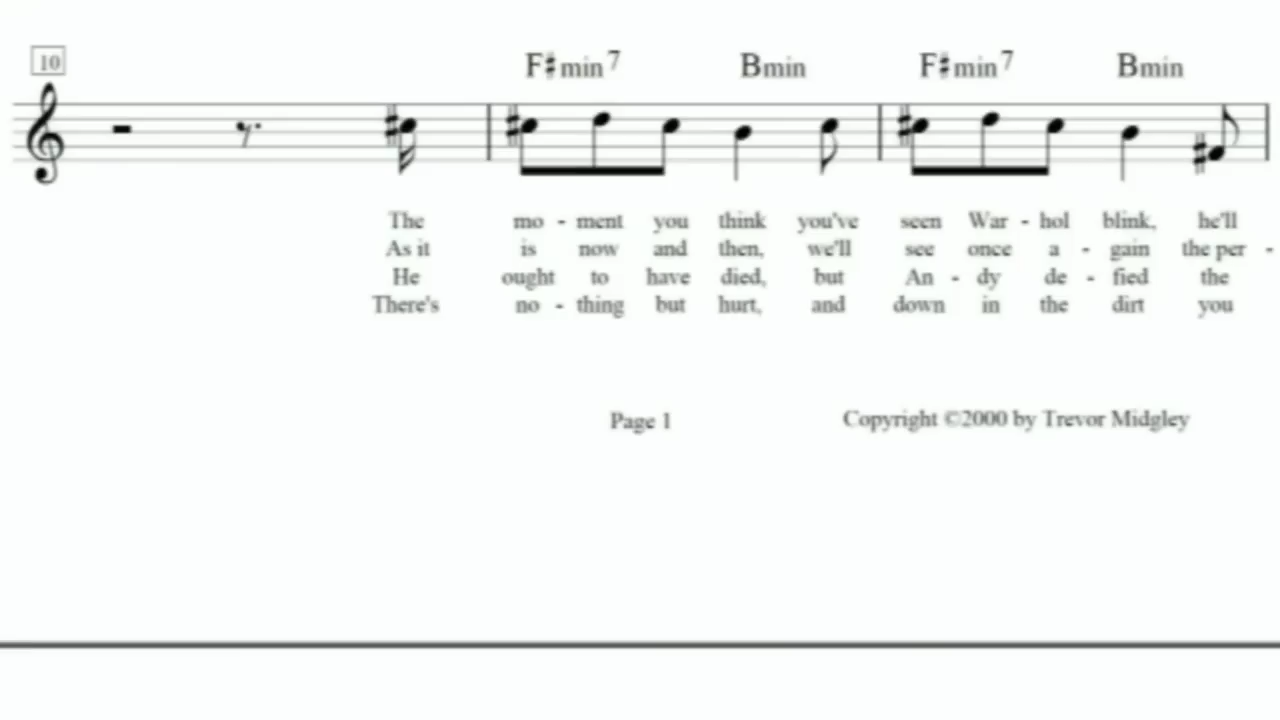 10
F♯min7 Bmin F♯min7 Bmin
The mo - ment you think you've seen War - hol blink, he'll
As it is now and then, we'll see once a - gain the per -
He ought to have died, but An - dy de - fied the
There's no - thing but hurt, and down in the dirt you
Page 1 Copyright ©2000 by Trevor Midgley